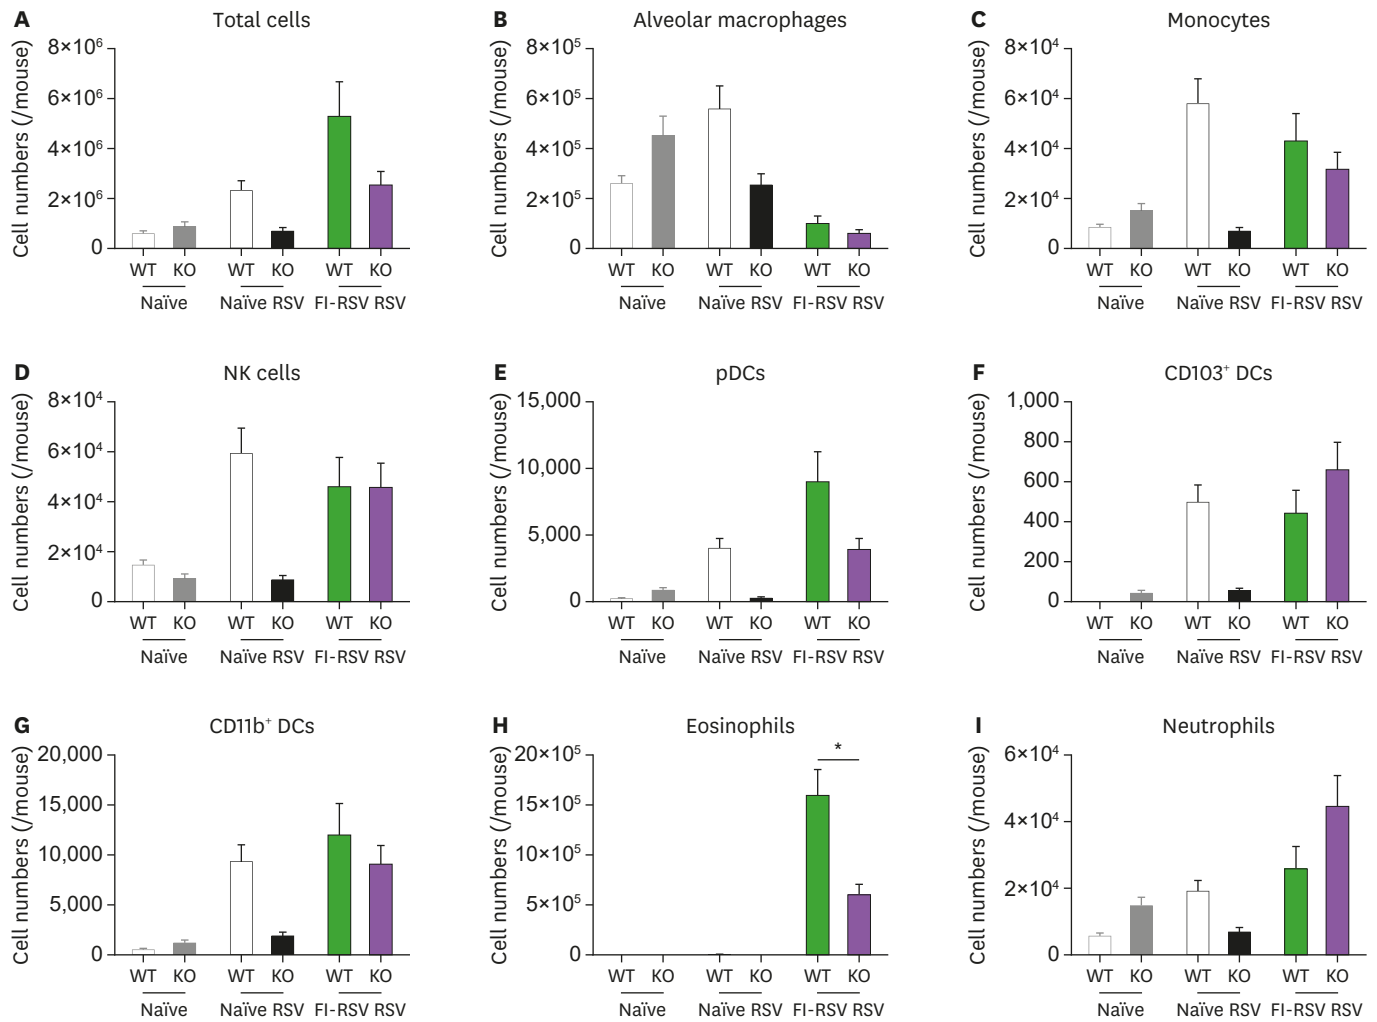 A Total cells
Cell numbers (/mouse)
8×10⁶
6×10⁶
4×10⁶
2×10⁶
0
WT KO WT KO WT KO
Naïve Naïve RSV FI-RSV RSV
B Alveolar macrophages
Cell numbers (/mouse)
8×10⁵
6×10⁵
4×10⁵
2×10⁵
0
WT KO WT KO WT KO
Naïve Naïve RSV FI-RSV RSV
C Monocytes
Cell numbers (/mouse)
8×10⁴
6×10⁴
4×10⁴
2×10⁴
0
WT KO WT KO WT KO
Naïve Naïve RSV FI-RSV RSV
D NK cells
Cell numbers (/mouse)
8×10⁴
6×10⁴
4×10⁴
2×10⁴
0
WT KO WT KO WT KO
Naïve Naïve RSV FI-RSV RSV
E pDCs
Cell numbers (/mouse)
15,000
10,000
5,000
0
WT KO WT KO WT KO
Naïve Naïve RSV FI-RSV RSV
F CD103⁺ DCs
Cell numbers (/mouse)
1,000
800
600
400
200
0
WT KO WT KO WT KO
Naïve Naïve RSV FI-RSV RSV
G CD11b⁺ DCs
Cell numbers (/mouse)
20,000
15,000
10,000
5,000
0
WT KO WT KO WT KO
Naïve Naïve RSV FI-RSV RSV
H Eosinophils
Cell numbers (/mouse)
20×10⁵
15×10⁵
10×10⁵
5×10⁵
0
*
WT KO WT KO WT KO
Naïve Naïve RSV FI-RSV RSV
I Neutrophils
Cell numbers (/mouse)
6×10⁴
4×10⁴
2×10⁴
0
WT KO WT KO WT KO
Naïve Naïve RSV FI-RSV RSV